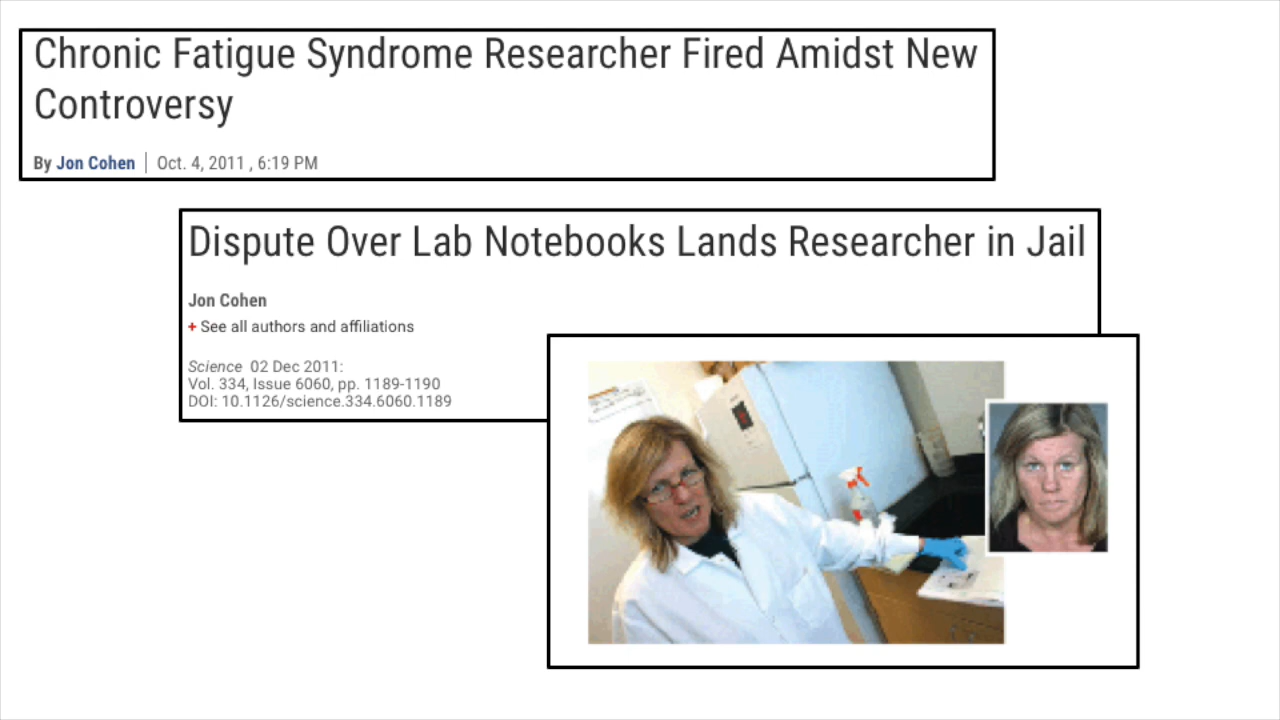 Chronic Fatigue Syndrome Researcher Fired Amidst New
Controversy
By Jon Cohen | Oct. 4, 2011 , 6:19 PM
Dispute Over Lab Notebooks Lands Researcher in Jail
Jon Cohen
+ See all authors and affiliations
Science 02 Dec 2011:
Vol. 334, Issue 6060, pp. 1189-1190
DOI: 10.1126/science.334.6060.1189